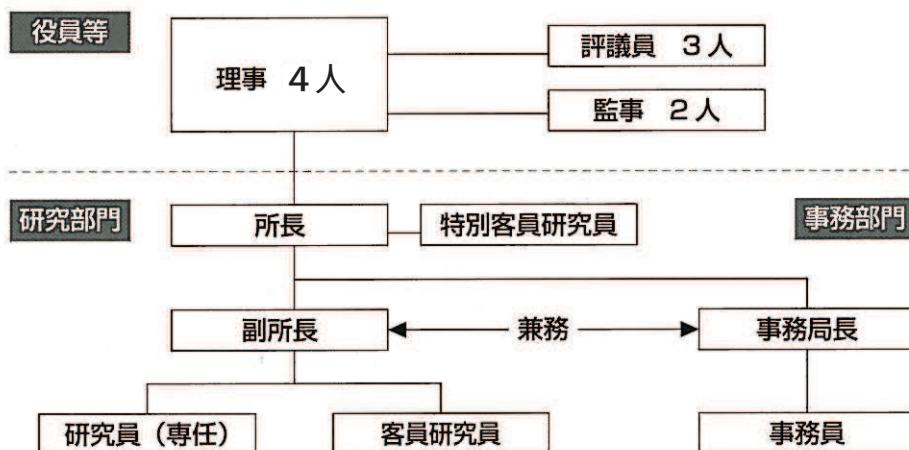 役員等
理事 4人
評議員 3人
監事 2人
研究部門
所長
特別客員研究員
事務部門
副所長
兼務
事務局長
研究員（専任）
客員研究員
事務員